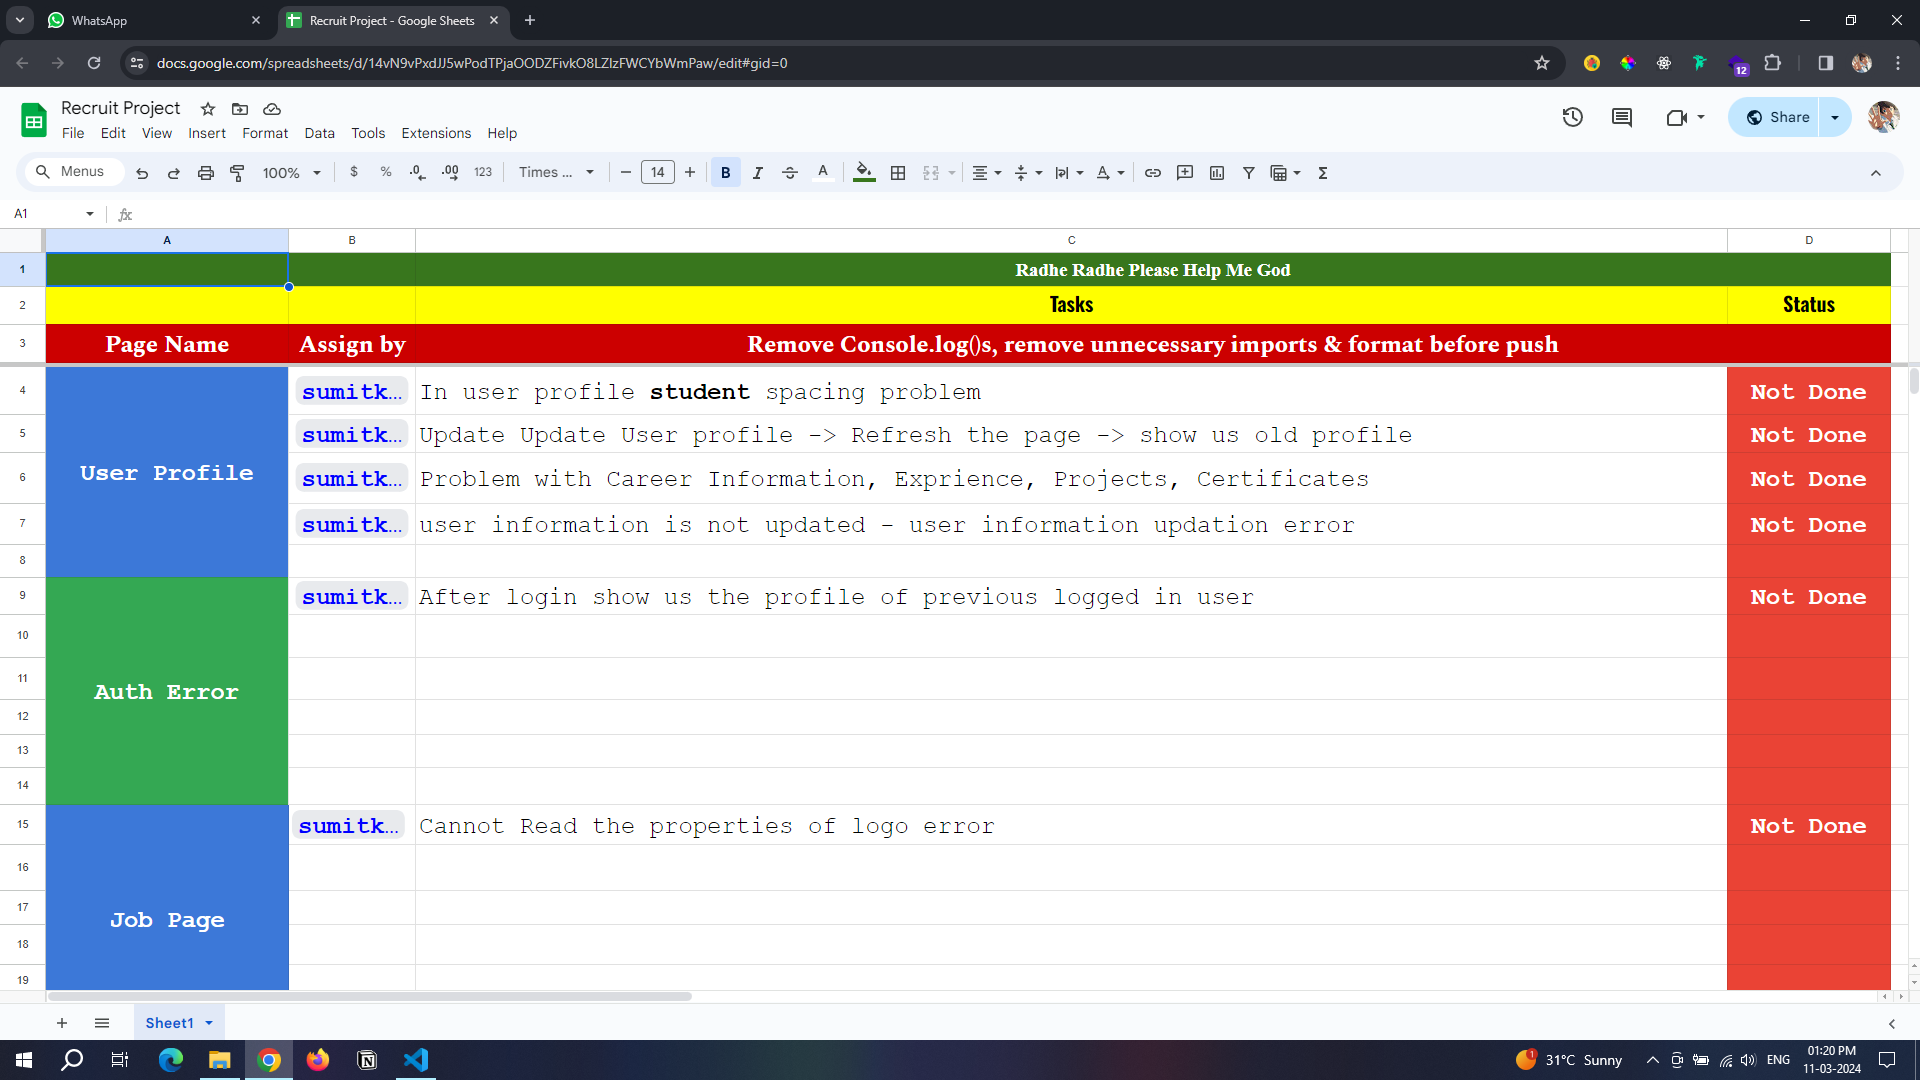 WhatsApp
Recruit Project - Google Sheets
docs.google.com/spreadsheets/d/14vN9vPxdJJ5wPodTPjaOODZFivkO8LZIzFWCYbWmPaw/edit#gid=0
12
Recruit Project
File Edit View Insert Format Data Tools Extensions Help
Share
Menus
100%
$ % .0 .00 123
Times ...
14
B I A
A1
fx
A B C D
1 Radhe Radhe Please Help Me God
2 Tasks Status
3 Page Name Assign by Remove Console.log()s, remove unnecessary imports & format before push
4 sumitk... In user profile student spacing problem Not Done
5 sumitk... Update Update User profile -> Refresh the page -> show us old profile Not Done
User Profile
6 sumitk... Problem with Career Information, Exprience, Projects, Certificates Not Done
7 sumitk... user information is not updated - user information updation error Not Done
8
9 sumitk... After login show us the profile of previous logged in user Not Done
10
11
Auth Error
12
13
14
15 sumitk... Cannot Read the properties of logo error Not Done
16
17
Job Page
18
19
Sheet1
1
31°C Sunny
ENG
01:20 PM
11-03-2024